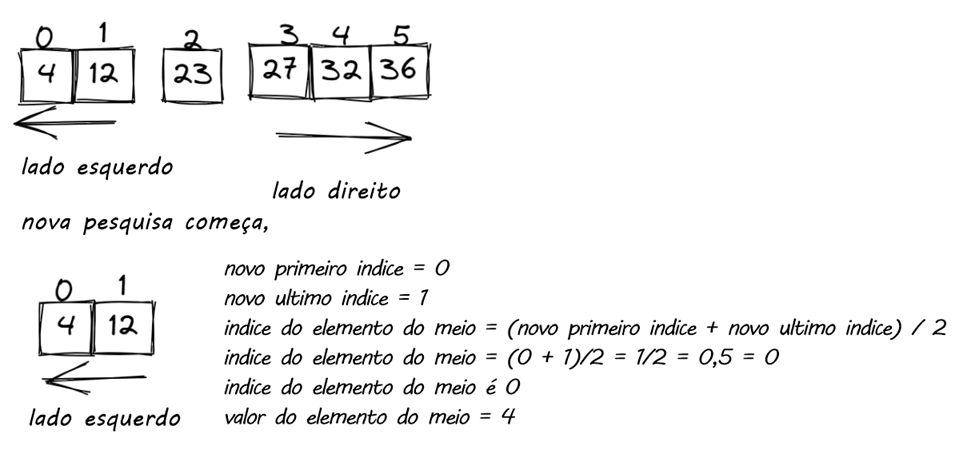 0 1 2 3 4 5
4 12 23 27 32 36
lado esquerdo
lado direito
nova pesquisa começa,
0 1
4 12
lado esquerdo
novo primeiro indice = 0
novo ultimo indice = 1
indice do elemento do meio = (novo primeiro indice + novo ultimo indice) / 2
indice do elemento do meio = (0 + 1)/2 = 1/2 = 0,5 = 0
indice do elemento do meio é 0
valor do elemento do meio = 4